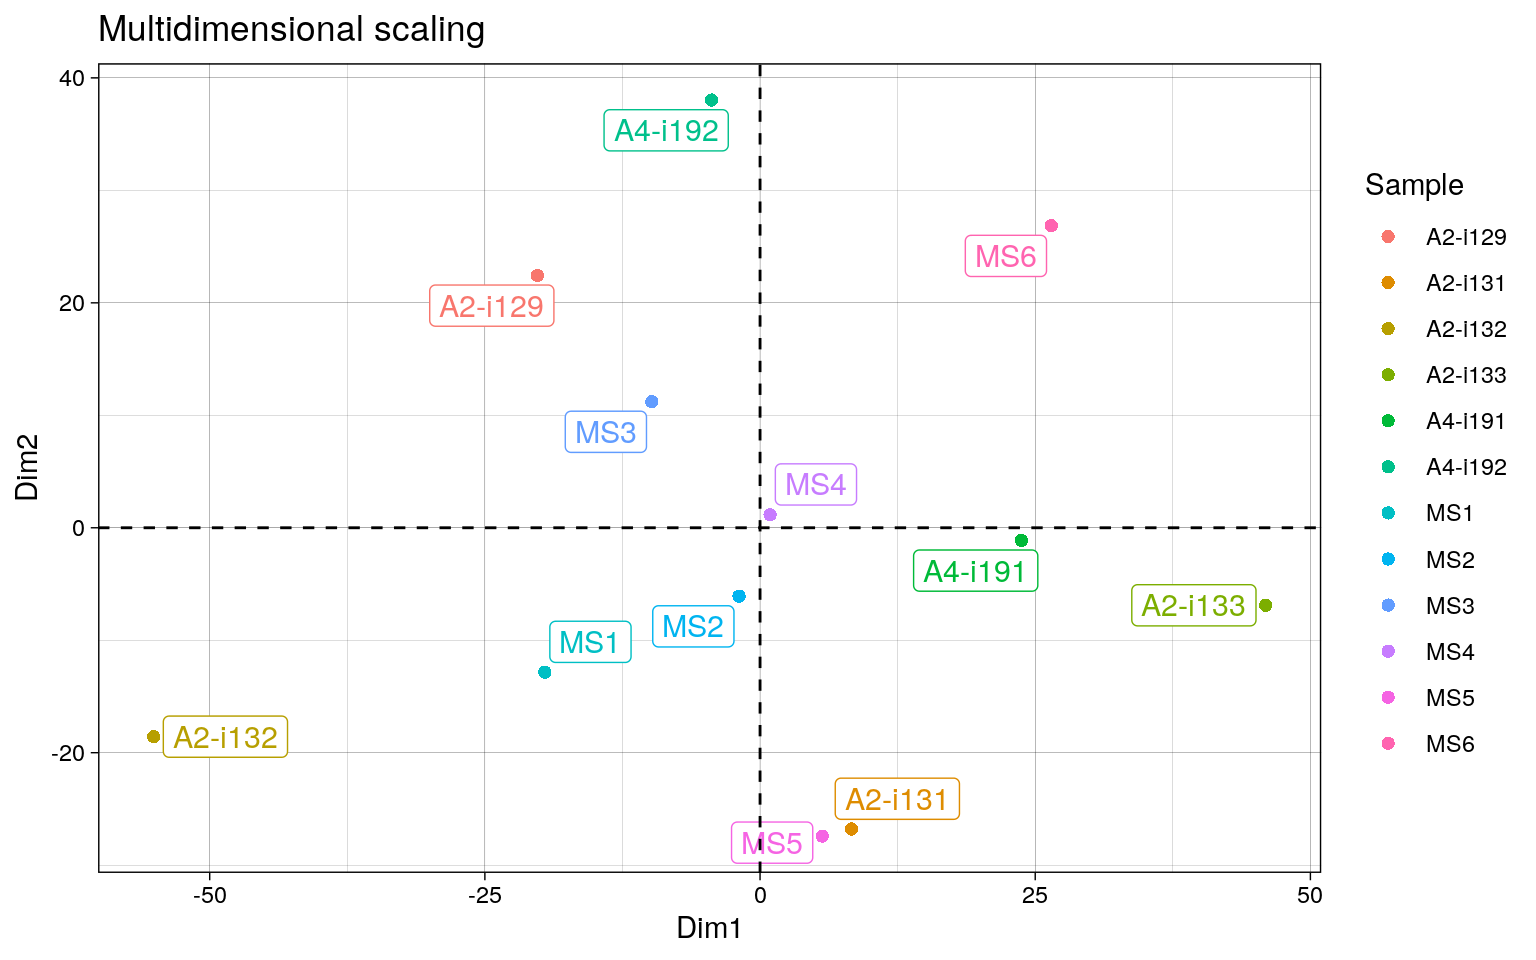 Multidimensional scaling
40
20
0
-20
Dim2
A4-i192
MS6
A2-i129
MS3
MS4
A4-i191
A2-i133
MS2
MS1
A2-i132
A2-i131
MS5
-50
-25
0
25
50
Dim1
Sample
A2-i129
A2-i131
A2-i132
A2-i133
A4-i191
A4-i192
MS1
MS2
MS3
MS4
MS5
MS6